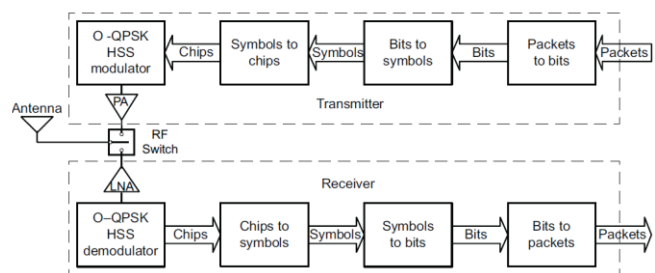 O -QPSK
HSS
modulator
Chips
Symbols to
chips
Symbols
Bits to
symbols
Bits
Packets
to bits
Packets
PA
Transmitter
Antenna
RF
Switch
LNA
Receiver
O–QPSK
HSS
demodulator
Chips
Chips to
symbols
Symbols
Symbols
to bits
Bits
Bits to
packets
Packets